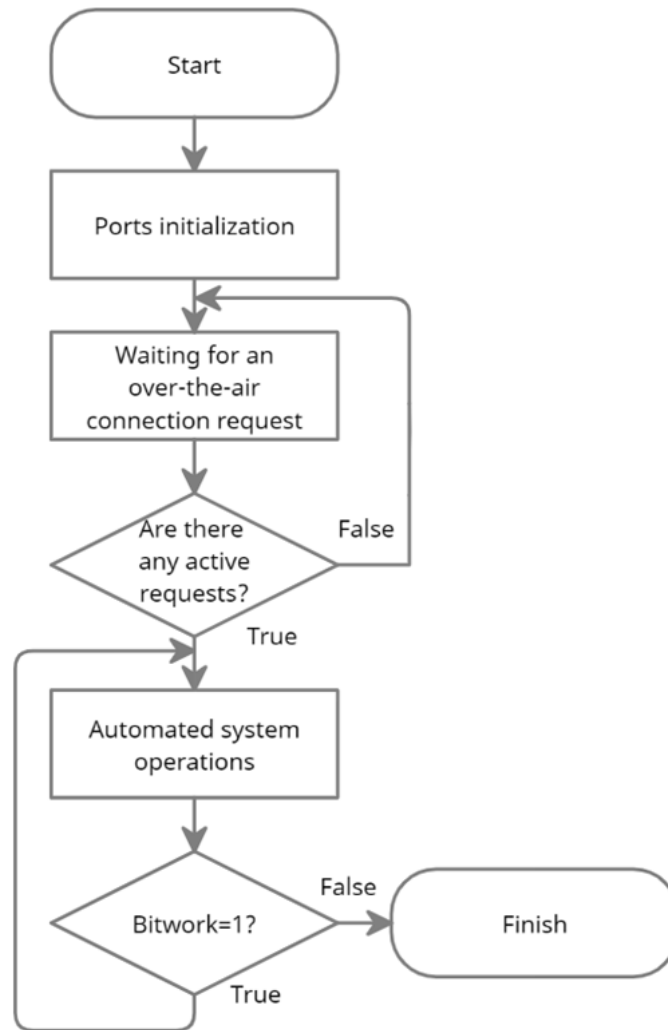 Start
Ports initialization
Waiting for an
over-the-air
connection request
Are there
any active
requests?
False
True
Automated system
operations
Bitwork=1?
False
True
Finish